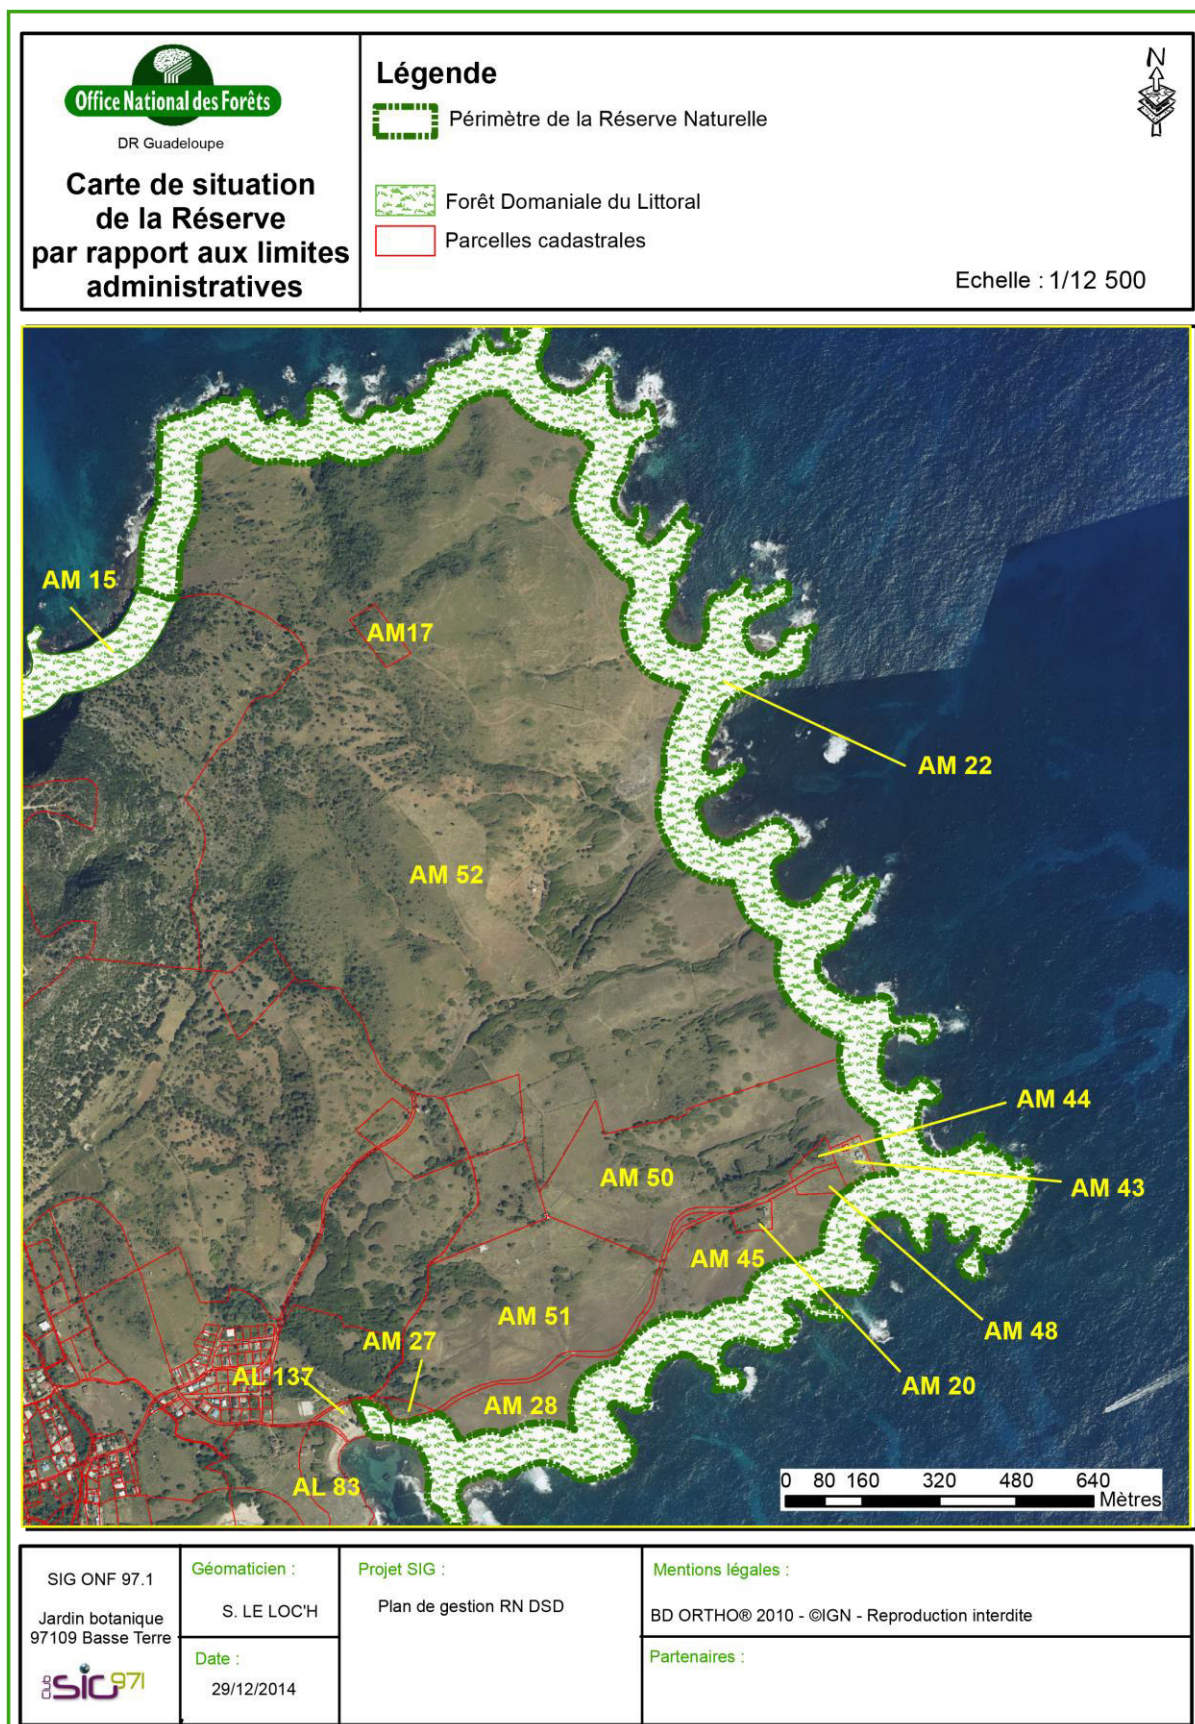 Office National des Forêts
DR Guadeloupe
Carte de situation
de la Réserve
par rapport aux limites
administratives
Légende
Périmètre de la Réserve Naturelle
Forêt Domaniale du Littoral
Parcelles cadastrales
Echelle : 1/12 500
N
AM 15
AM17
AM 22
AM 52
AM 44
AM 50
AM 43
AM 45
AM 51
AM 48
AM 27
AL 137
AM 20
AM 28
AL 83
0 80 160 320 480 640
Mètres
SIG ONF 97.1
Jardin botanique
97109 Basse Terre
Club SIG 971
Géomaticien :
S. LE LOC'H
Date :
29/12/2014
Projet SIG :
Plan de gestion RN DSD
Mentions légales :
BD ORTHO® 2010 - ©IGN - Reproduction interdite
Partenaires :